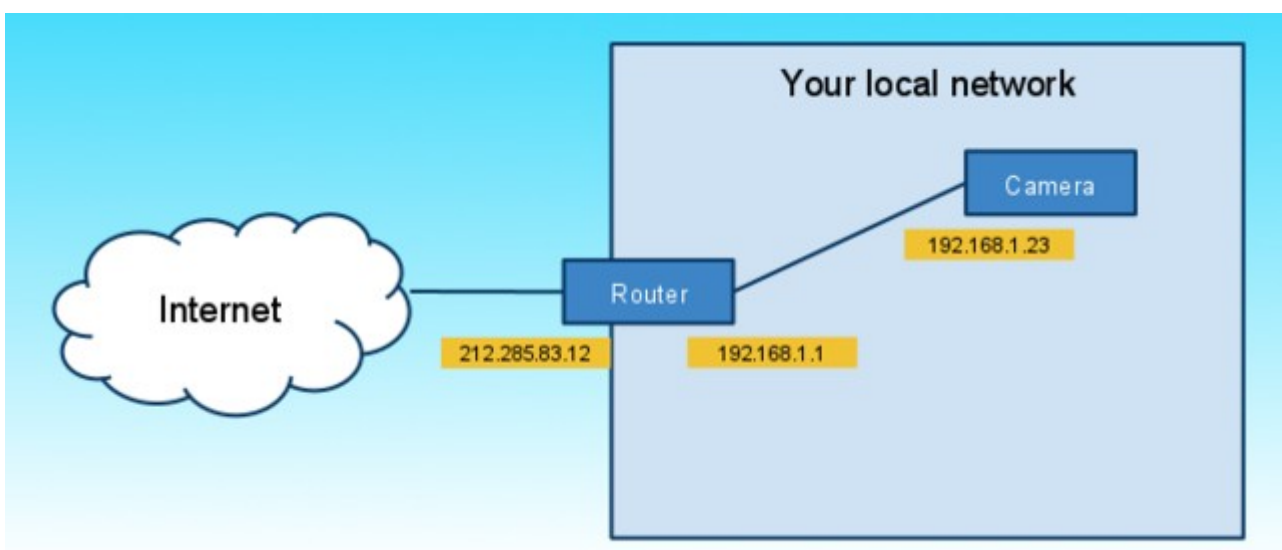 Your local network
Camera
192.168.1.23
Internet
Router
212.285.83.12
192.168.1.1